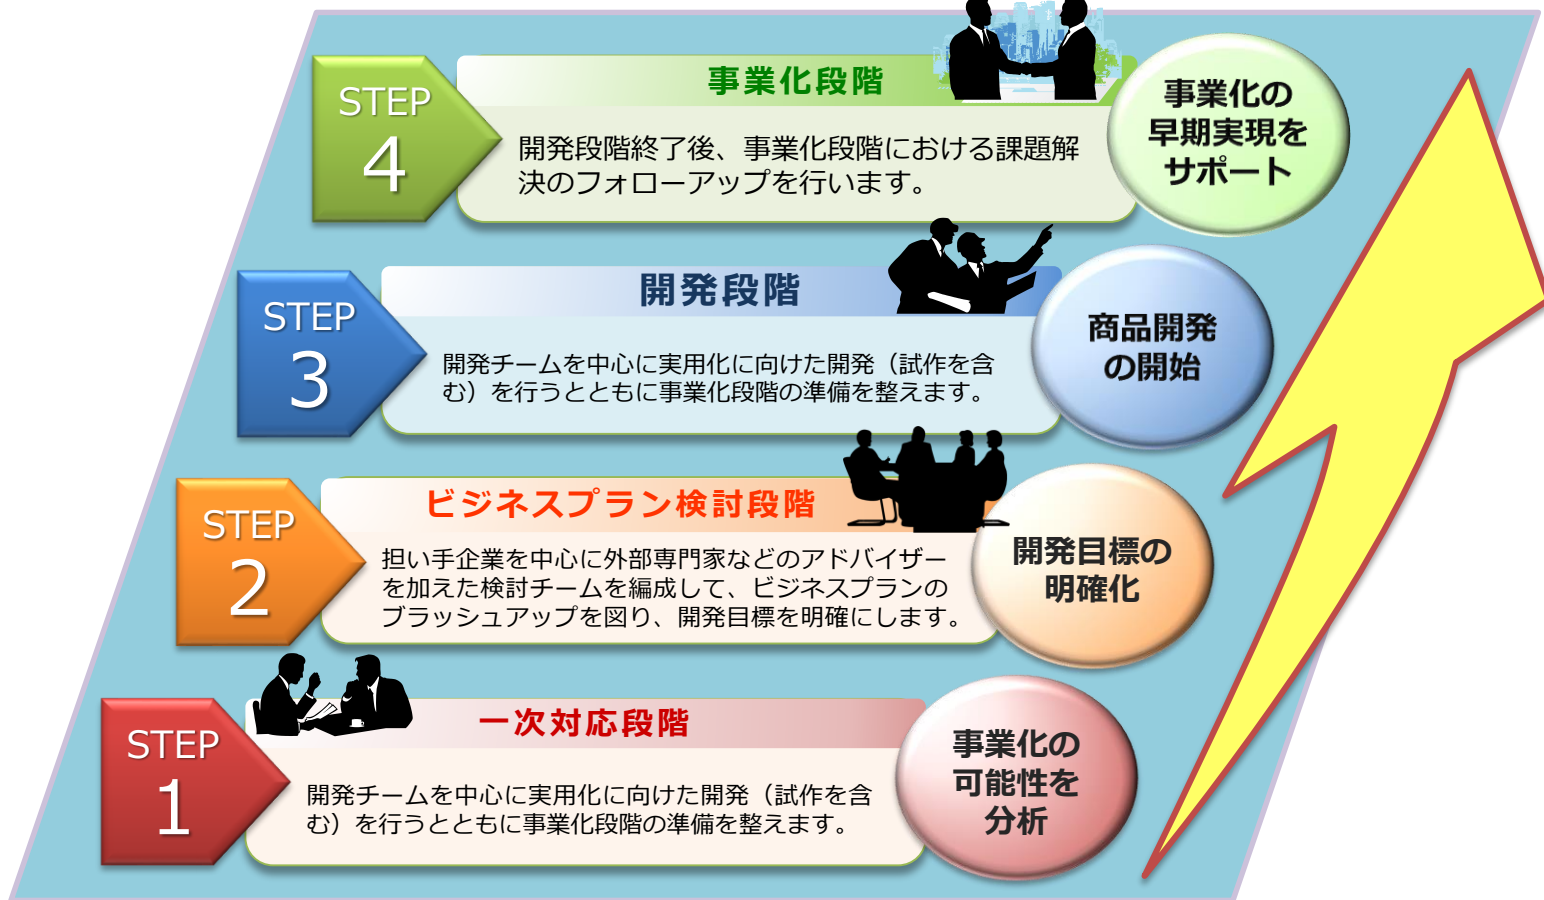 STEP
4
事業化段階
開発段階終了後、事業化段階における課題解
決のフォローアップを行います。
事業化の
早期実現を
サポート
STEP
3
開発段階
開発チームを中心に実用化に向けた開発（試作を含
む）を行うとともに事業化段階の準備を整えます。
商品開発
の開始
STEP
2
ビジネスプラン検討段階
担い手企業を中心に外部専門家などのアドバイザー
を加えた検討チームを編成して、ビジネスプランの
ブラッシュアップを図り、開発目標を明確にします。
開発目標の
明確化
STEP
1
一次対応段階
開発チームを中心に実用化に向けた開発（試作を含
む）を行うとともに事業化段階の準備を整えます。
事業化の
可能性を
分析